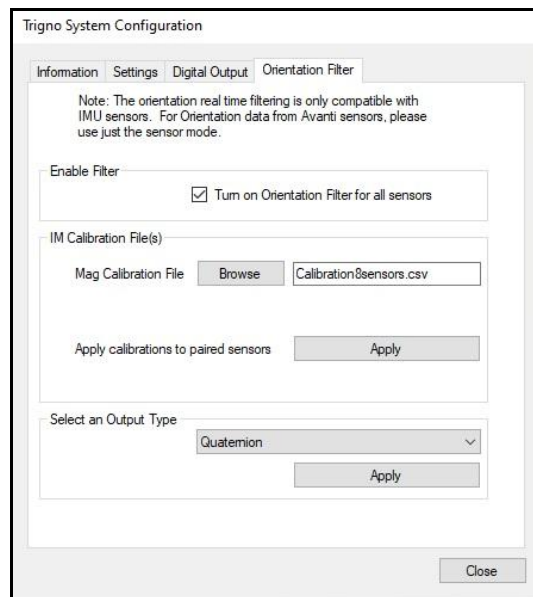 Trigno System Configuration
Information Settings Digital Output Orientation Filter
Note: The orientation real time filtering is only compatible with
IMU sensors. For Orientation data from Avanti sensors, please
use just the sensor mode.
Enable Filter
Turn on Orientation Filter for all sensors
IM Calibration File(s)
Mag Calibration File Browse Calibration8sensors.csv
Apply calibrations to paired sensors Apply
Select an Output Type
Quaternion
Apply
Close